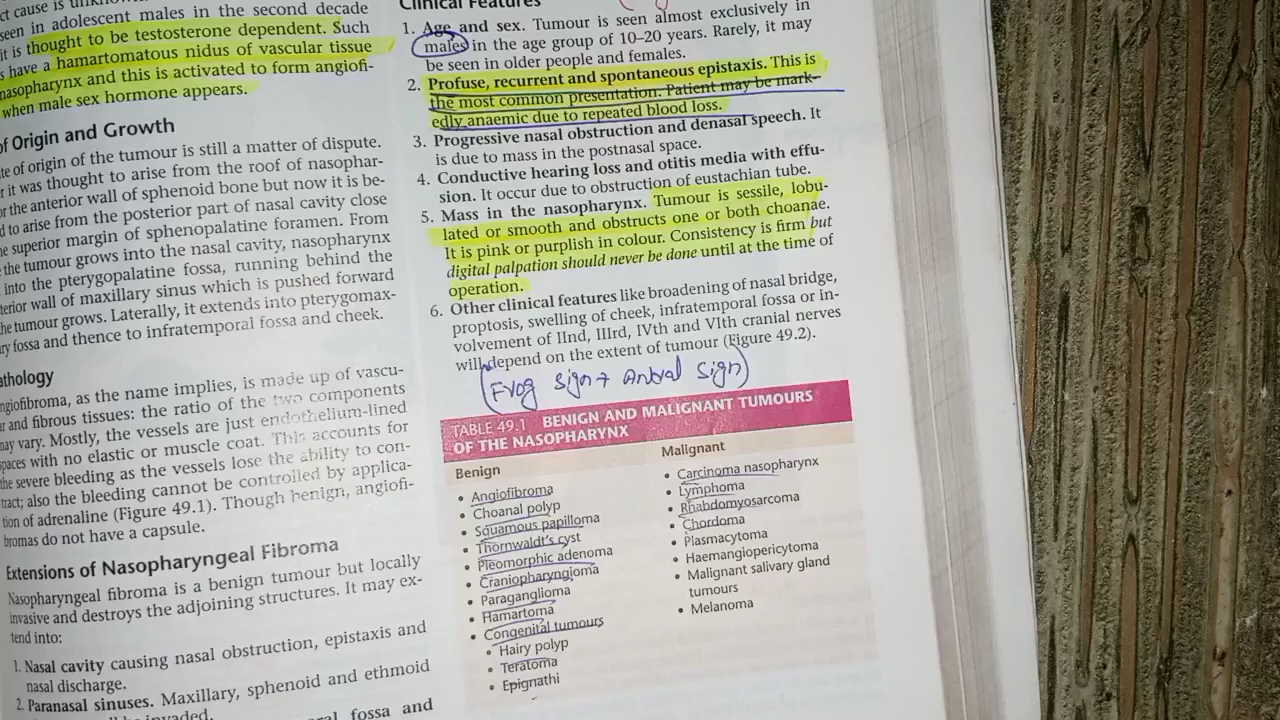 seen in adolescent males in the second decade
it is thought to be testosterone dependent. Such
s have a hamartomatous nidus of vascular tissue
nasopharynx and this is activated to form angiofi-
when male sex hormone appears.
of Origin and Growth
te of origin of the tumour is still a matter of dispute.
r it was thought to arise from the roof of nasophar-
or the anterior wall of sphenoid bone but now it is be-
d to arise from the posterior part of nasal cavity close
he superior margin of sphenopalatine foramen. From
the tumour grows into the nasal cavity, nasopharynx
into the pterygopalatine fossa, running behind the
terior wall of maxillary sinus which is pushed forward
he tumour grows. Laterally, it extends into pterygomax-
ry fossa and thence to infratemporal fossa and cheek.
athology
ngiofibroma, as the name implies, is made up of vascu-
ar and fibrous tissues: the ratio of the two components
may vary. Mostly, the vessels are just endothelium-lined
spaces with no elastic or muscle coat. This accounts for
the severe bleeding as the vessels lose the ability to con-
tract; also the bleeding cannot be controlled by applica-
tion of adrenaline (Figure 49.1). Though benign, angiofi-
bromas do not have a capsule.
Extensions of Nasopharyngeal Fibroma
Nasopharyngeal fibroma is a benign tumour but locally
invasive and destroys the adjoining structures. It may ex-
tend into:
1. Nasal cavity causing nasal obstruction, epistaxis and
nasal discharge.
2. Paranasal sinuses. Maxillary, sphenoid and ethmoid
fossa and
Clinical Features
1. Age and sex. Tumour is seen almost exclusively in
males in the age group of 10–20 years. Rarely, it may
be seen in older people and females.
2. Profuse, recurrent and spontaneous epistaxis. This is
the most common presentation. Patient may be mark-
edly anaemic due to repeated blood loss.
3. Progressive nasal obstruction and denasal speech. It
is due to mass in the postnasal space.
4. Conductive hearing loss and otitis media with effu-
sion. It occur due to obstruction of eustachian tube.
5. Mass in the nasopharynx. Tumour is sessile, lobu-
lated or smooth and obstructs one or both choanae.
It is pink or purplish in colour. Consistency is firm but
digital palpation should never be done until at the time of
operation.
6. Other clinical features like broadening of nasal bridge,
proptosis, swelling of cheek, infratemporal fossa or in-
volvement of IInd, IIIrd, IVth and VIth cranial nerves
will depend on the extent of tumour (Figure 49.2).
(Frog sign + Antral sign)
TABLE 49.1 BENIGN AND MALIGNANT TUMOURS
OF THE NASOPHARYNX
Benign
• Angiofibroma
• Choanal polyp
• Squamous papilloma
• Thornwaldt's cyst
• Pleomorphic adenoma
• Craniopharyngioma
• Paraganglioma
• Hamartoma
• Congenital tumours
• Hairy polyp
• Teratoma
• Epignathi
Malignant
• Carcinoma nasopharynx
• Lymphoma
• Rhabdomyosarcoma
• Chordoma
• Plasmacytoma
• Haemangiopericytoma
• Malignant salivary gland
tumours
• Melanoma